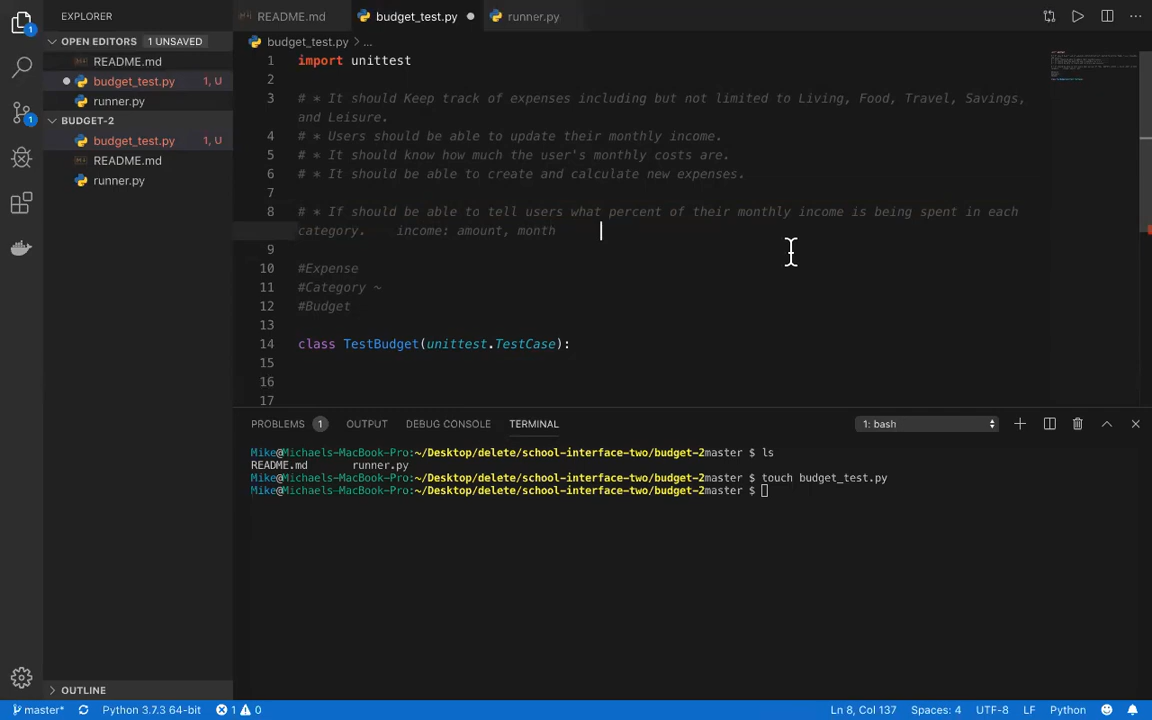 EXPLORER
README.md
budget_test.py
runner.py
OPEN EDITORS 1 UNSAVED
README.md
budget_test.py 1, U
runner.py
BUDGET-2
budget_test.py 1, U
README.md
runner.py
OUTLINE
budget_test.py > ...
1 import unittest
2
3 # * It should Keep track of expenses including but not limited to Living, Food, Travel, Savings,
and Leisure.
4 # * Users should be able to update their monthly income.
5 # * It should know how much the user's monthly costs are.
6 # * It should be able to create and calculate new expenses.
7
8 # * If should be able to tell users what percent of their monthly income is being spent in each
category. income: amount, month
9
10 #Expense
11 #Category ~
12 #Budget
13
14 class TestBudget(unittest.TestCase):
15
16
17
PROBLEMS 1 OUTPUT DEBUG CONSOLE TERMINAL 1: bash
Mike@Michaels-MacBook-Pro:~/Desktop/delete/school-interface-two/budget-2master $ ls
README.md runner.py
Mike@Michaels-MacBook-Pro:~/Desktop/delete/school-interface-two/budget-2master $ touch budget_test.py
Mike@Michaels-MacBook-Pro:~/Desktop/delete/school-interface-two/budget-2master $
master* Python 3.7.3 64-bit 1 0 Ln 8, Col 137 Spaces: 4 UTF-8 LF Python